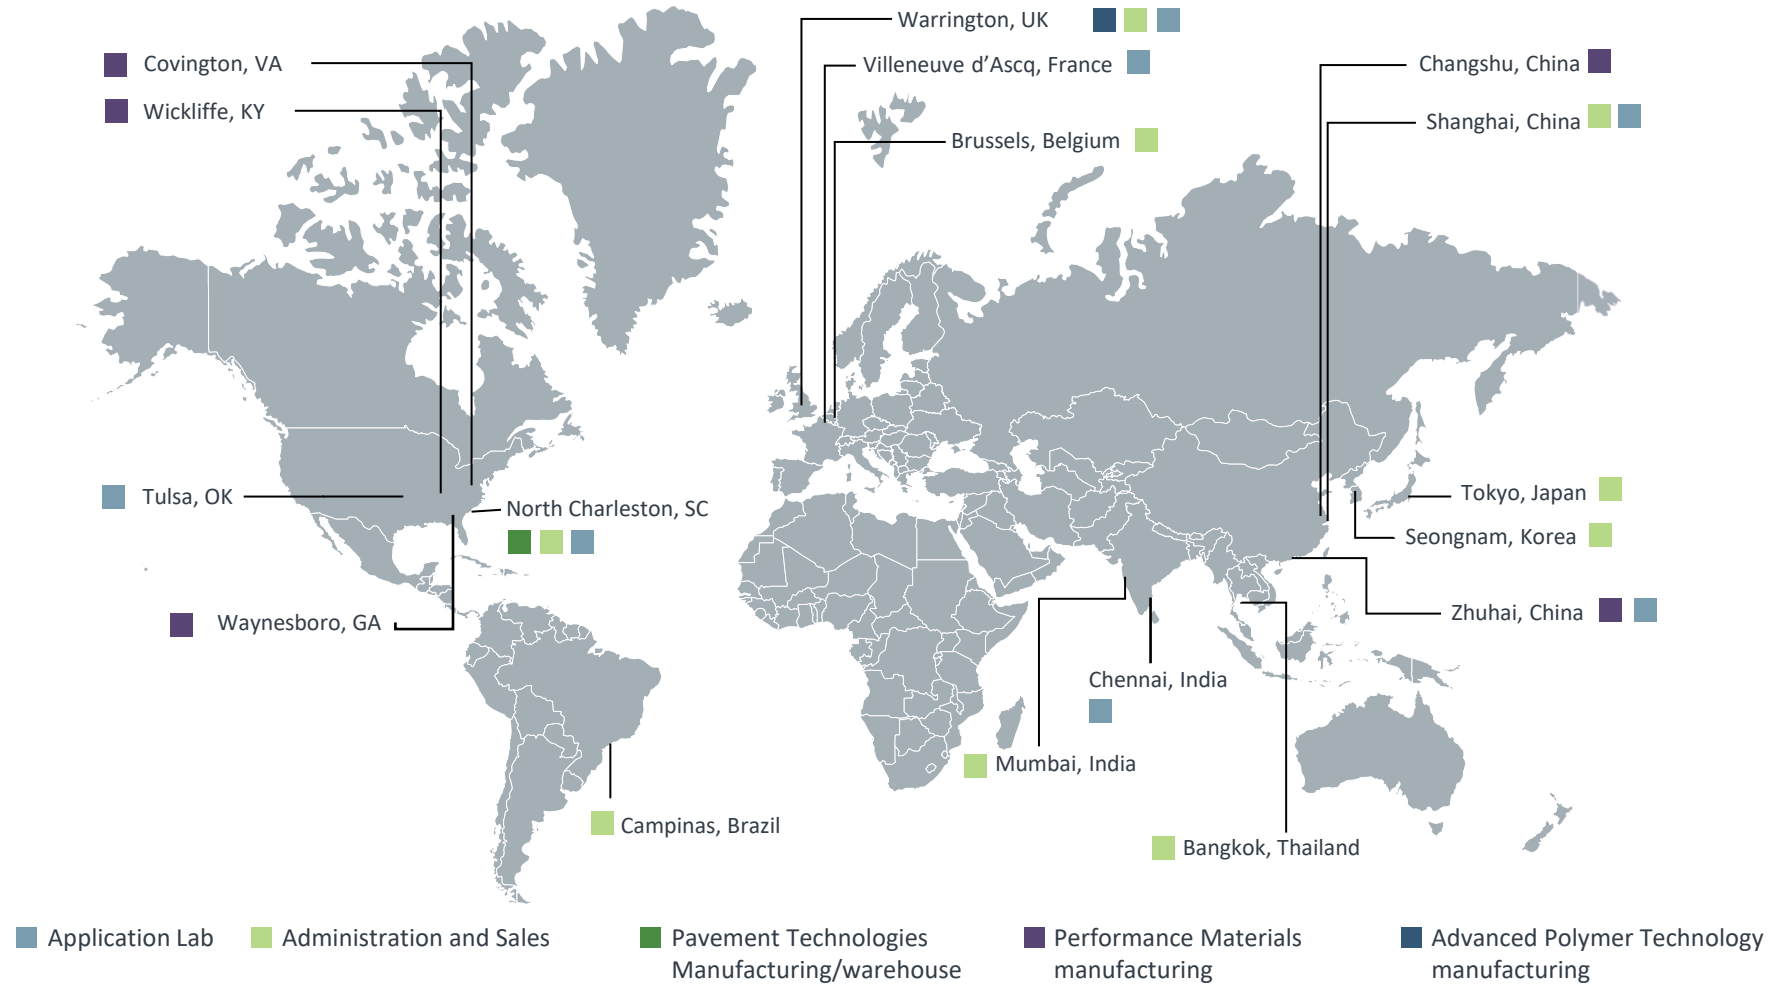 Warrington, UK
Covington, VA
Villeneuve d’Ascq, France
Changshu, China
Wickliffe, KY
Shanghai, China
Brussels, Belgium
Tulsa, OK
North Charleston, SC
Tokyo, Japan
Seongnam, Korea
Waynesboro, GA
Zhuhai, China
Chennai, India
Mumbai, India
Campinas, Brazil
Bangkok, Thailand
Application Lab
Administration and Sales
Pavement Technologies
Manufacturing/warehouse
Performance Materials
manufacturing
Advanced Polymer Technology
manufacturing